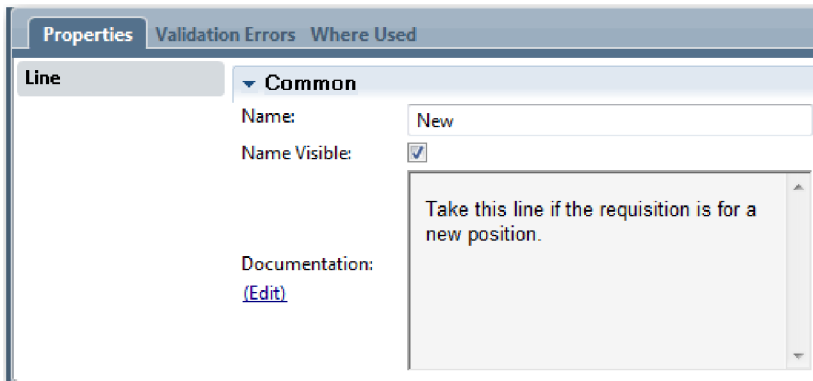 Properties Validation Errors Where Used
Line
Common
Name: New
Name Visible:
Take this line if the requisition is for a
new position.
Documentation:
(Edit)